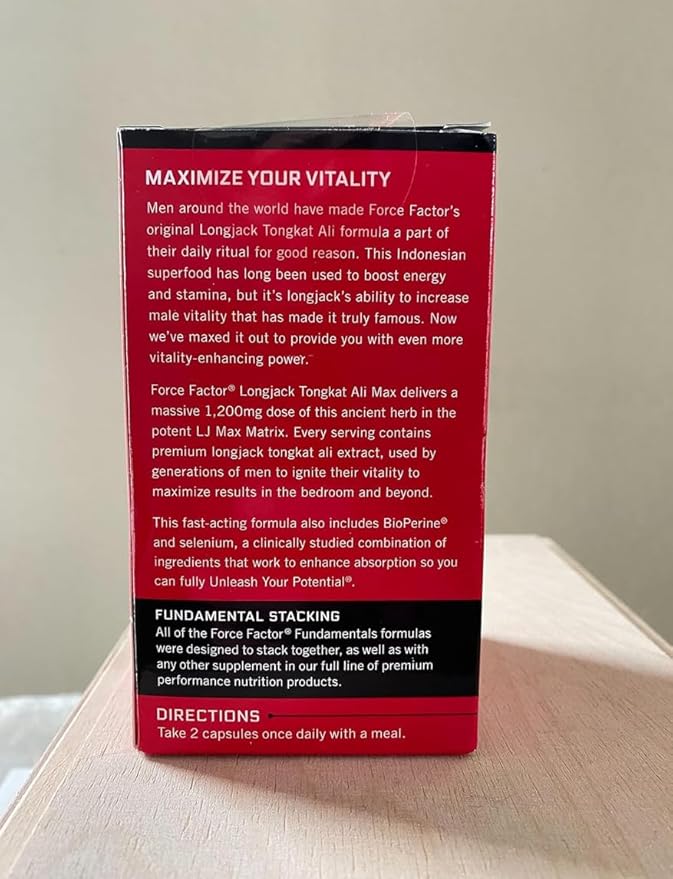 MAXIMIZE YOUR VITALITY
Men around the world have made Force Factor's
original Longjack Tongkat Ali formula a part of
their daily ritual for good reason. This Indonesian
superfood has long been used to boost energy
and stamina, but it's longjack's ability to increase
male vitality that has made it truly famous. Now
we've maxed it out to provide you with even more
vitality-enhancing power.
Force Factor® Longjack Tongkat Ali Max delivers a
massive 1,200mg dose of this ancient herb in the
potent LJ Max Matrix. Every serving contains
premium longjack tongkat ali extract, used by
generations of men to ignite their vitality to
maximize results in the bedroom and beyond.
This fast-acting formula also includes BioPerine®
and selenium, a clinically studied combination of
ingredients that work to enhance absorption so you
can fully Unleash Your Potential®.
FUNDAMENTAL STACKING
All of the Force Factor® Fundamentals formulas
were designed to stack together, as well as with
any other supplement in our full line of premium
performance nutrition products.
DIRECTIONS
Take 2 capsules once daily with a meal.